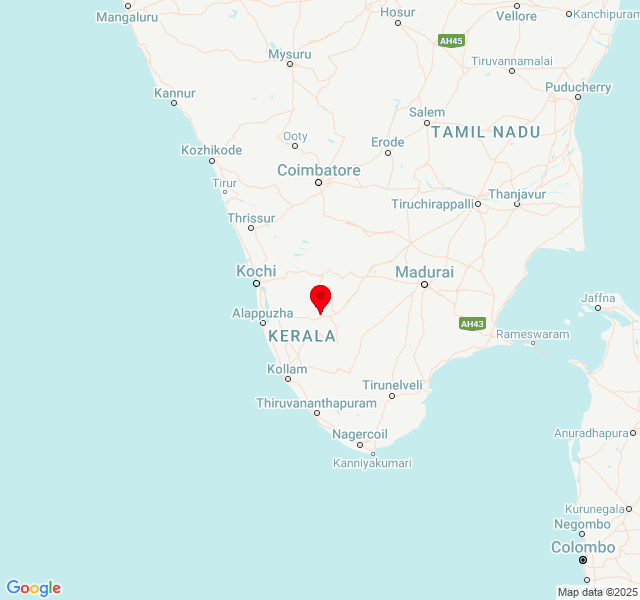 Mangaluru
Hosur
Vellore
Kanchipuram
AH45
Mysuru
Tiruvannamalai
Kannur
Puducherry
Salem
TAMIL NADU
Ooty
Erode
Kozhikode
Coimbatore
Tirur
Thanjavur
Tiruchirappalli
Thrissur
Kochi
Madurai
Jaffna
Alappuzha
AH43
KERALA
Rameswaram
Kollam
Tirunelveli
Thiruvananthapuram
Nagercoil
Anuradhapura
Kanniyakumari
Kurunegala
Negombo
Colombo
Google
Map data ©2025